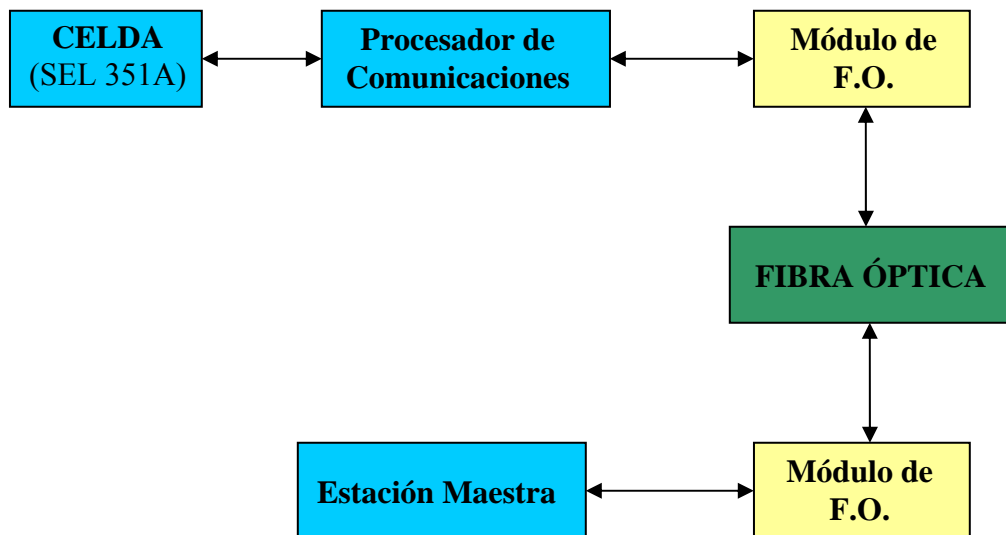 CELDA
(SEL 351A)
Procesador de
Comunicaciones
Módulo de
F.O.
FIBRA ÓPTICA
Estación Maestra
Módulo de
F.O.